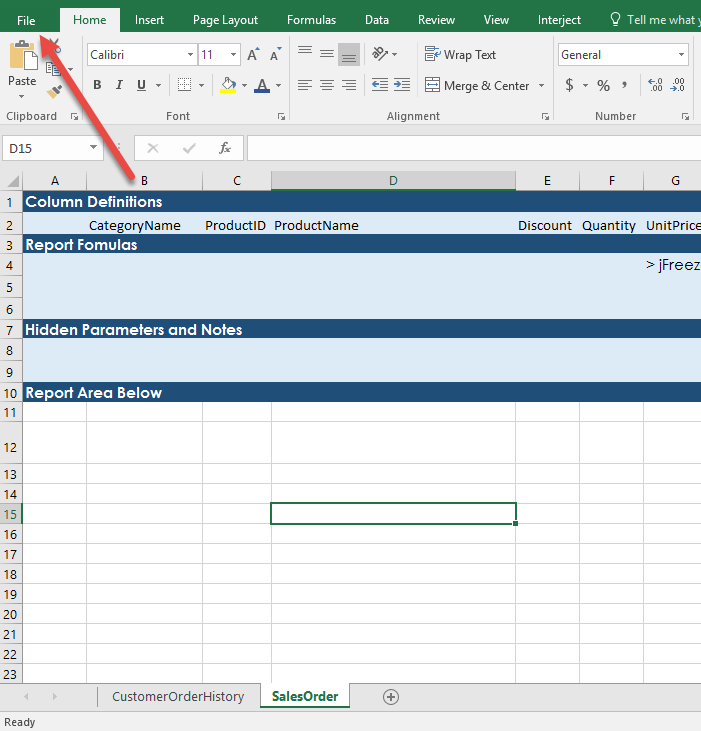 File Home Insert Page Layout Formulas Data Review View Interject Tell me what y
Calibri 11 A A Wrap Text General
Paste B I U A Merge & Center $ % , .0 .00 .00 .0
Clipboard Font Alignment Number
D15 fx
A B C D E F G
1 Column Definitions
2 CategoryName ProductID ProductName Discount Quantity UnitPrice
3 Report Fomulas
4 > jFreez
5
6
7 Hidden Parameters and Notes
8
9
10 Report Area Below
11
12
13
14
15
16
17
18
19
20
21
22
23
CustomerOrderHistory SalesOrder
Ready